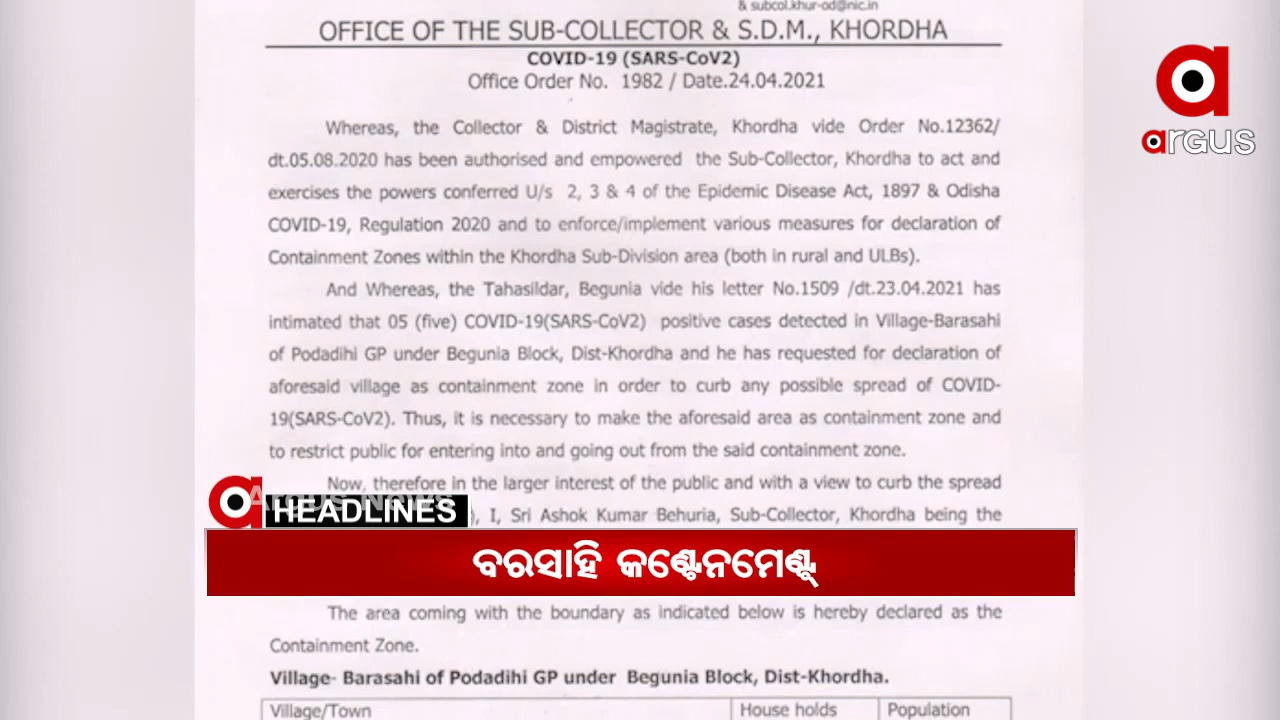 & subcol.khur-od@nic.in
OFFICE OF THE SUB-COLLECTOR & S.D.M., KHORDHA
COVID-19 (SARS-CoV2)
Office Order No. 1982 / Date.24.04.2021
argus
Whereas, the Collector & District Magistrate, Khordha vide Order No.12362/
dt.05.08.2020 has been authorised and empowered the Sub-Collector, Khordha to act and
exercises the powers conferred U/s 2, 3 & 4 of the Epidemic Disease Act, 1897 & Odisha
COVID-19, Regulation 2020 and to enforce/implement various measures for declaration of
Containment Zones within the Khordha Sub-Division area (both in rural and ULBs).
And Whereas, the Tahasildar, Begunia vide his letter No.1509 /dt.23.04.2021 has
intimated that 05 (five) COVID-19(SARS-CoV2) positive cases detected in Village-Barasahi
of Podadihi GP under Begunia Block, Dist-Khordha and he has requested for declaration of
aforesaid village as containment zone in order to curb any possible spread of COVID-
19(SARS-CoV2). Thus, it is necessary to make the aforesaid area as containment zone and
to restrict public for entering into and going out from the said containment zone.
Now, therefore in the larger interest of the public and with a view to curb the spread
Argus News
HEADLINES
), I, Sri Ashok Kumar Behuria, Sub-Collector, Khordha being the
ବରସାହି କଣ୍ଟେନମେଣ୍ଟ୍
The area coming with the boundary as indicated below is hereby declared as the
Containment Zone.
Village- Barasahi of Podadihi GP under Begunia Block, Dist-Khordha.
Village/Town House holds Population